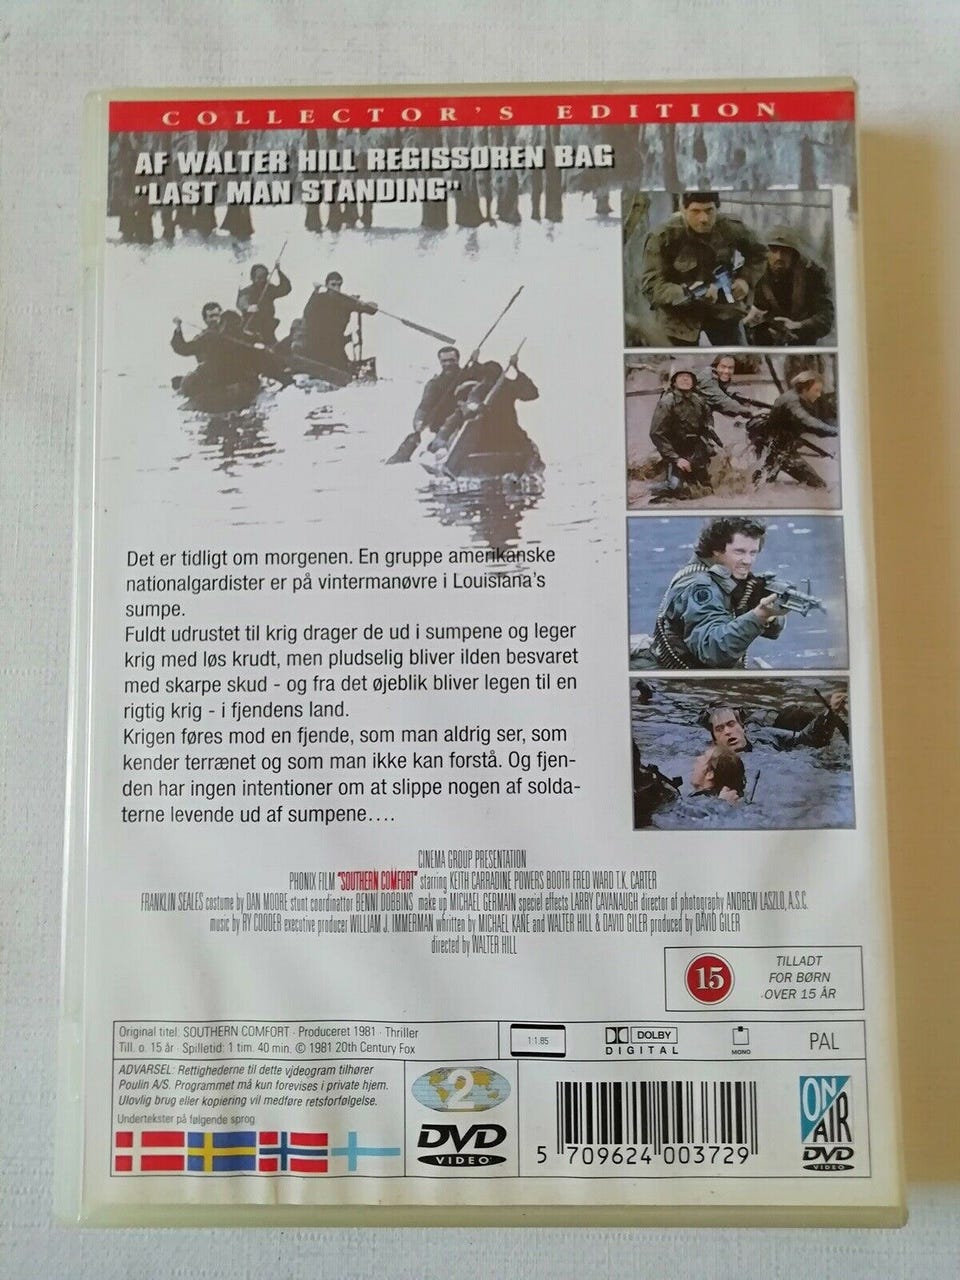 COLLECTOR'S EDITION
AF WALTER HILL REGISSØREN BAG
"LAST MAN STANDING"
Det er tidligt om morgenen. En gruppe amerikanske
nationalgardister er på vintermanøvre i Louisiana's
sumpe.
Fuldt udrustet til krig drager de ud i sumpene og leger
krig med løs krudt, men pludselig bliver ilden besvaret
med skarpe skud - og fra det øjeblik bliver legen til en
rigtig krig - i fjendens land.
Krigen føres mod en fjende, som man aldrig ser, som
kender terrænet og som man ikke kan forstå. Og fjen-
den har ingen intentioner om at slippe nogen af solda-
terne levende ud af sumpene....
CINEMA GROUP PRESENTATION
PHONIX FILM "SOUTHERN COMFORT" starring KEITH CARRADINE POWERS BOOTH FRED WARD T.K. CARTER
FRANKLIN SEALES costume by DAN MOORE stunt coordinattor BENNI DOBBINS make up MICHAEL GERMAIN speciel effects LARRY CAVANAUGH director of photography ANDREW LASZLO, A.S.C.
music by RY COODER executive producer WILLIAM J. IMMERMAN whritten by MICHAEL KANE and WALTER HILL & DAVID GILER produced by DAVID GILER
directed by WALTER HILL
15
TILLADT
FOR BØRN
OVER 15 ÅR
Original titel: SOUTHERN COMFORT · Produceret 1981 · Thriller
Till. o. 15 år · Spilletid: 1 tim. 40 min. © 1981 20th Century Fox
1:1.85
DOLBY
DIGITAL
MONO
PAL
ADVARSEL: Rettighederne til dette vjdeogram tilhører
Poulin A/S. Programmet må kun forevises i private hjem.
Ulovlig brug eller kopiering vil medføre retsforfølgelse.
Undertekster på følgende sprog
2
DVD
VIDEO
5 709624 003729
ON
AIR
DVD
VIDEO